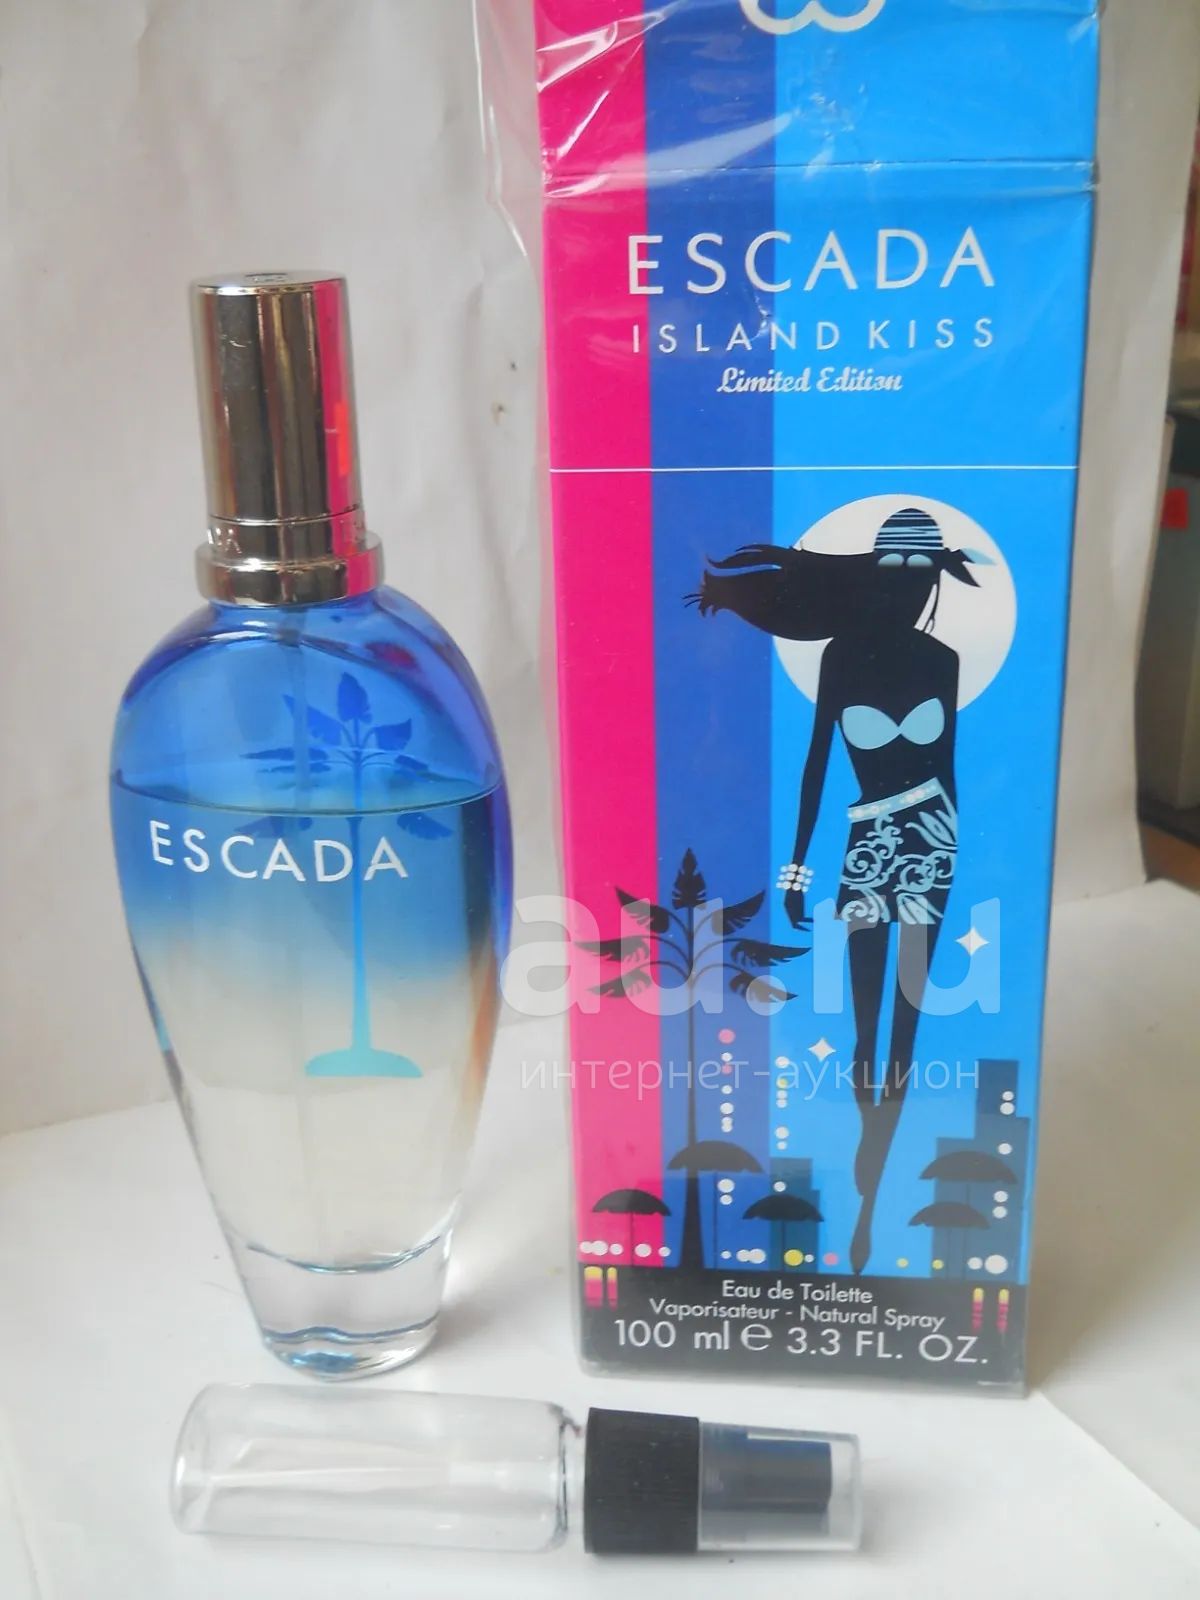 ESCADA
ISLAND KISS
Limited Edition
ESCADA
au.ru
интернет-аукцион
Eau de Toilette
Vaporisateur - Natural Spray
100 ml e 3.3 FL. OZ.